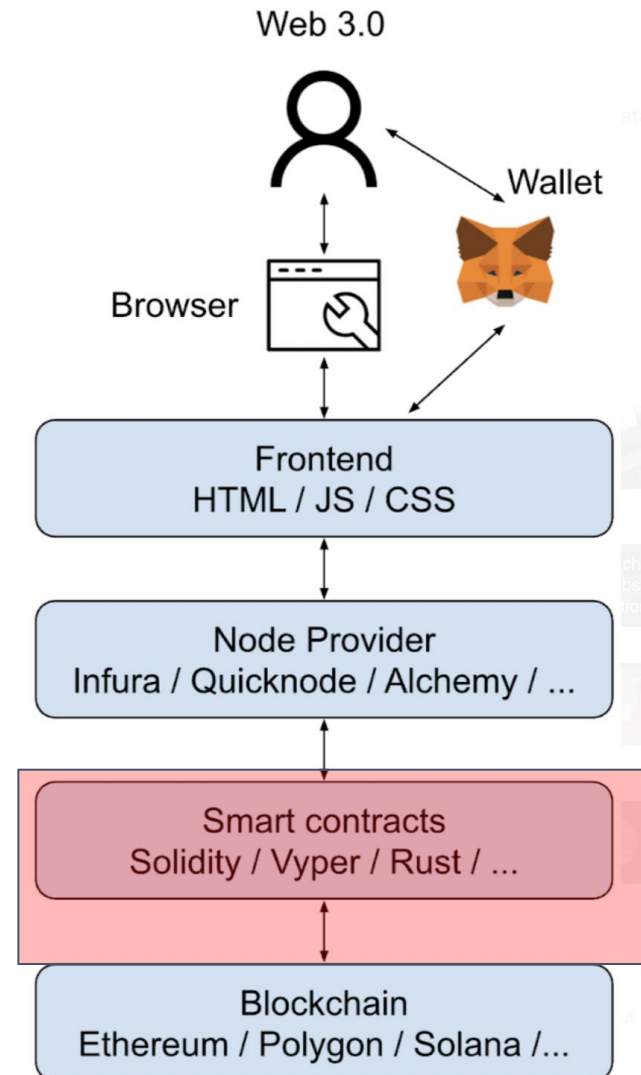 Web 3.0
Wallet
Browser
Frontend
HTML / JS / CSS
Node Provider
Infura / Quicknode / Alchemy / ...
Smart contracts
Solidity / Vyper / Rust / ...
Blockchain
Ethereum / Polygon / Solana /...